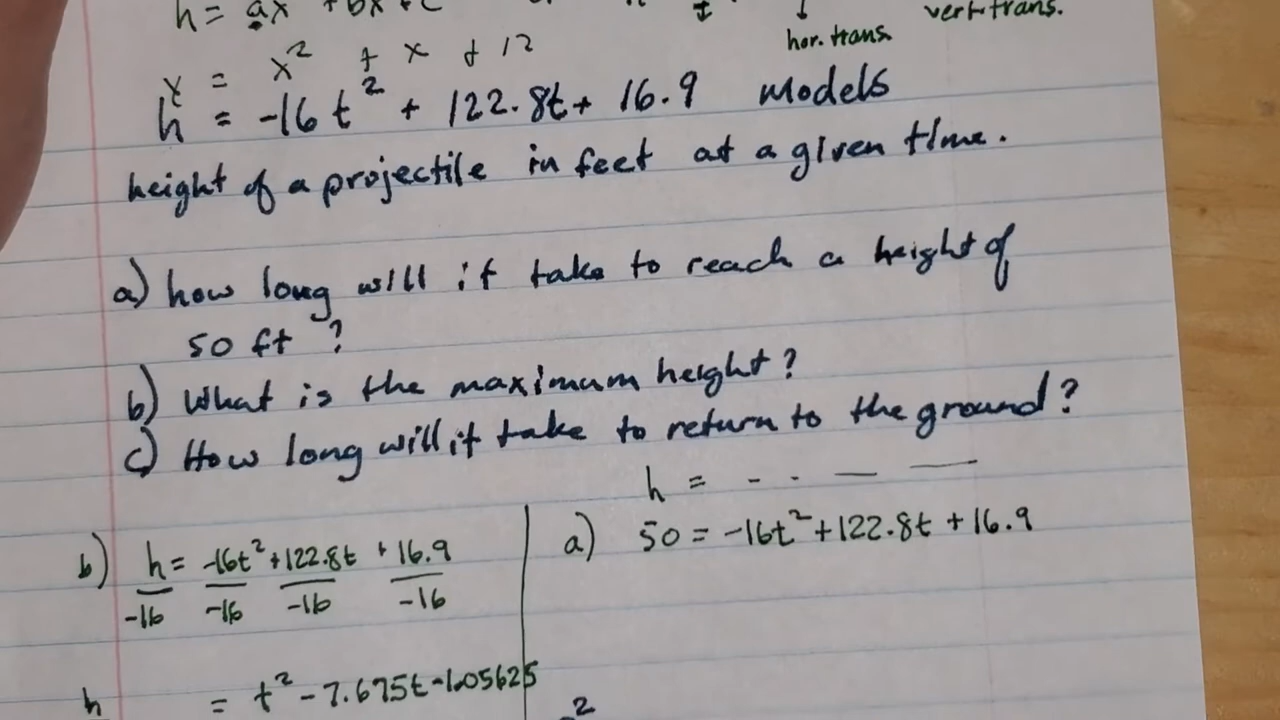 h = ax + bx + c
vert. trans.
hor. trans.
y = x² + x + 12
h = -16t² + 122.8t + 16.9 models
height of a projectile in feet at a given time.
a) how long will it take to reach a height of
50 ft ?
b) What is the maximum height?
c) How long will it take to return to the ground?
h = - - — —
a) 50 = -16t² + 122.8t + 16.9
b) h = -16t² + 122.8t + 16.9
-16 -16 -16 -16
h = t² - 7.675t - 1.05625
2